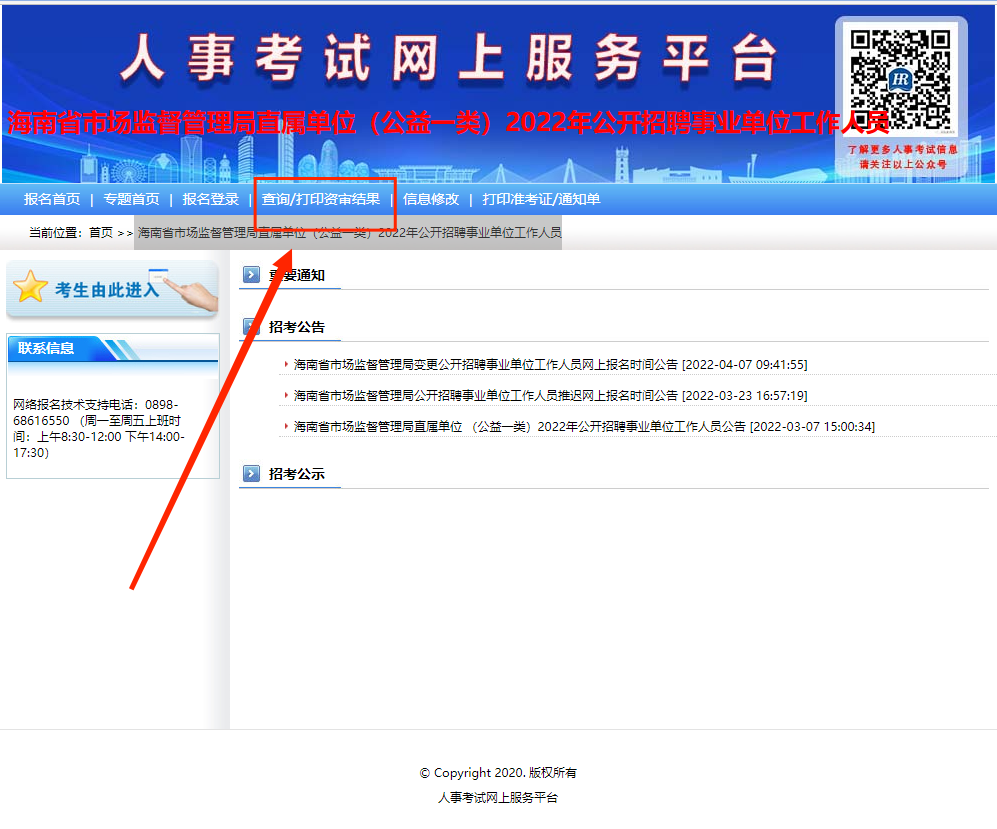 人事考试网上服务平台
海南省市场监督管理局直属单位（公益一类）2022年公开招聘事业单位工作人员
了解更多人事考试信息
请关注以上公众号
报名首页 | 专题首页 | 报名登录 | 查询/打印资审结果 | 信息修改 | 打印准考证/通知单
当前位置：首页 >> 海南省市场监督管理局直属单位（公益一类）2022年公开招聘事业单位工作人员
考生由此进入
联系信息
网络报名技术支持电话：0898-
68616550 （周一至周五上班时
间：上午8:30-12:00 下午14:00-
17:30）
重要通知
招考公告
海南省市场监督管理局变更公开招聘事业单位工作人员网上报名时间公告 [2022-04-07 09:41:55]
海南省市场监督管理局公开招聘事业单位工作人员推迟网上报名时间公告 [2022-03-23 16:57:19]
海南省市场监督管理局直属单位 （公益一类）2022年公开招聘事业单位工作人员公告 [2022-03-07 15:00:34]
招考公示
© Copyright 2020. 版权所有
人事考试网上服务平台